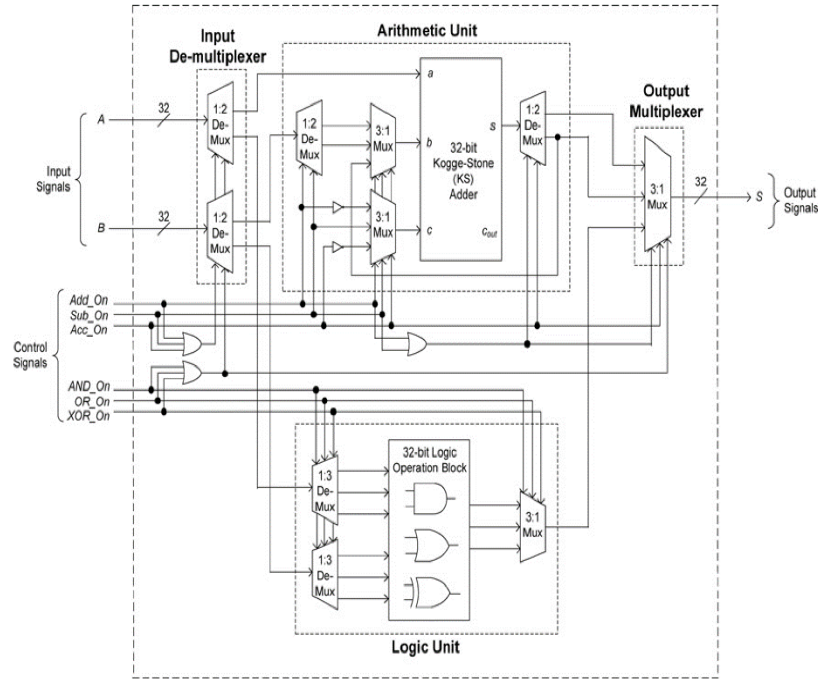 Input
De-multiplexer
Arithmetic Unit
Output
Multiplexer
Input
Signals
A
32
B
32
1:2
De-
Mux
1:2
De-
Mux
1:2
De-
Mux
3:1
Mux
3:1
Mux
a
b
c
s
Cout
32-bit
Kogge-Stone
(KS)
Adder
1:2
De-
Mux
3:1
Mux
32
S
Output
Signals
Control
Signals
Add_On
Sub_On
Acc_On
AND_On
OR_On
XOR_On
1:3
De-
Mux
1:3
De-
Mux
32-bit Logic
Operation Block
3:1
Mux
Logic Unit